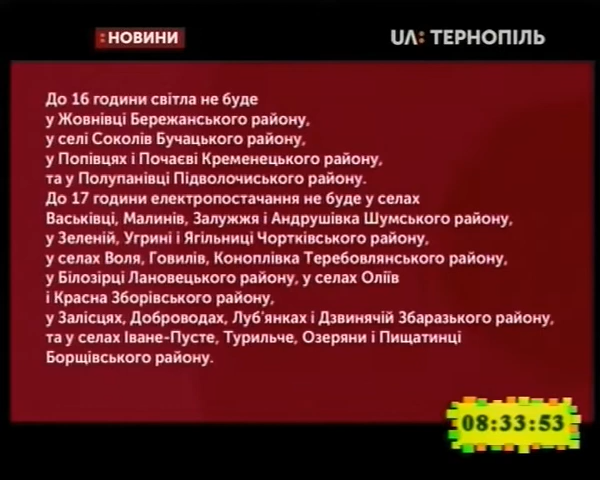 :НОВИНИ
UA: ТЕРНОПІЛЬ
До 16 години світла не буде
у Жовнівці Бережанського району,
у селі Соколів Бучацького району,
у Попівцях і Почаєві Кременецького району,
та у Полупанівці Підволочиського району.
До 17 години електропостачання не буде у селах
Васьківці, Малинів, Залужжя і Андрушівка Шумського району,
у Зеленій, Угрині і Ягільниці Чортківського району,
у селах Воля, Говилів, Коноплівка Теребовлянського району,
у Білозірці Лановецького району, у селах Оліїв
і Красна Зборівського району,
у Залісцях, Доброводах, Луб'янках і Дзвинячій Збаразького району,
та у селах Іване-Пусте, Турильче, Озеряни і Пищатинці
Борщівського району.
08:33:53